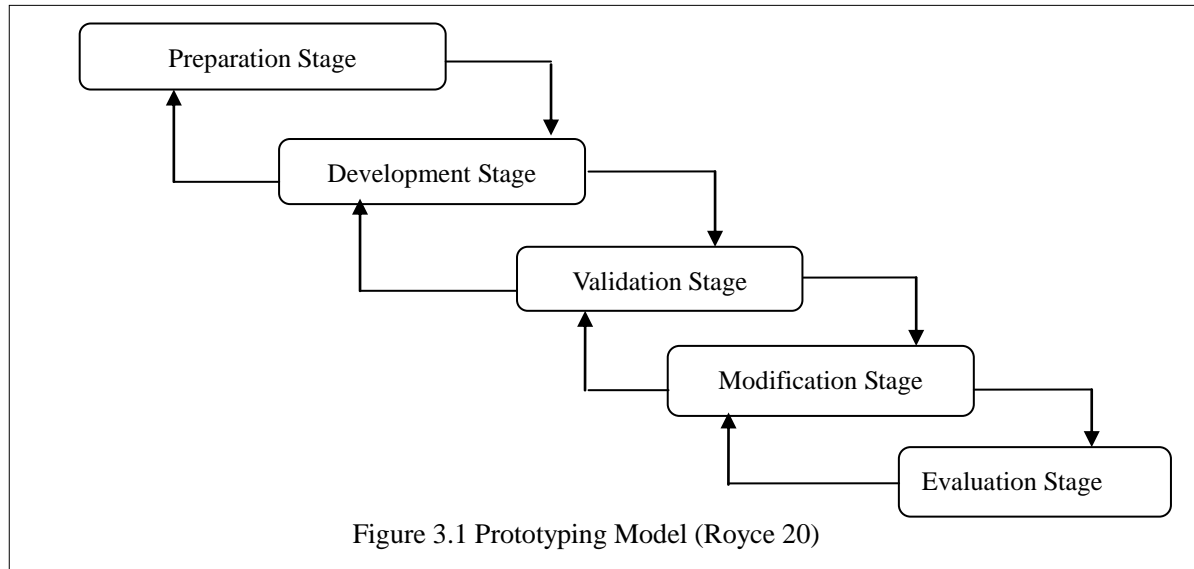 Preparation Stage
Development Stage
Validation Stage
Modification Stage
Evaluation Stage
Figure 3.1 Prototyping Model (Royce 20)